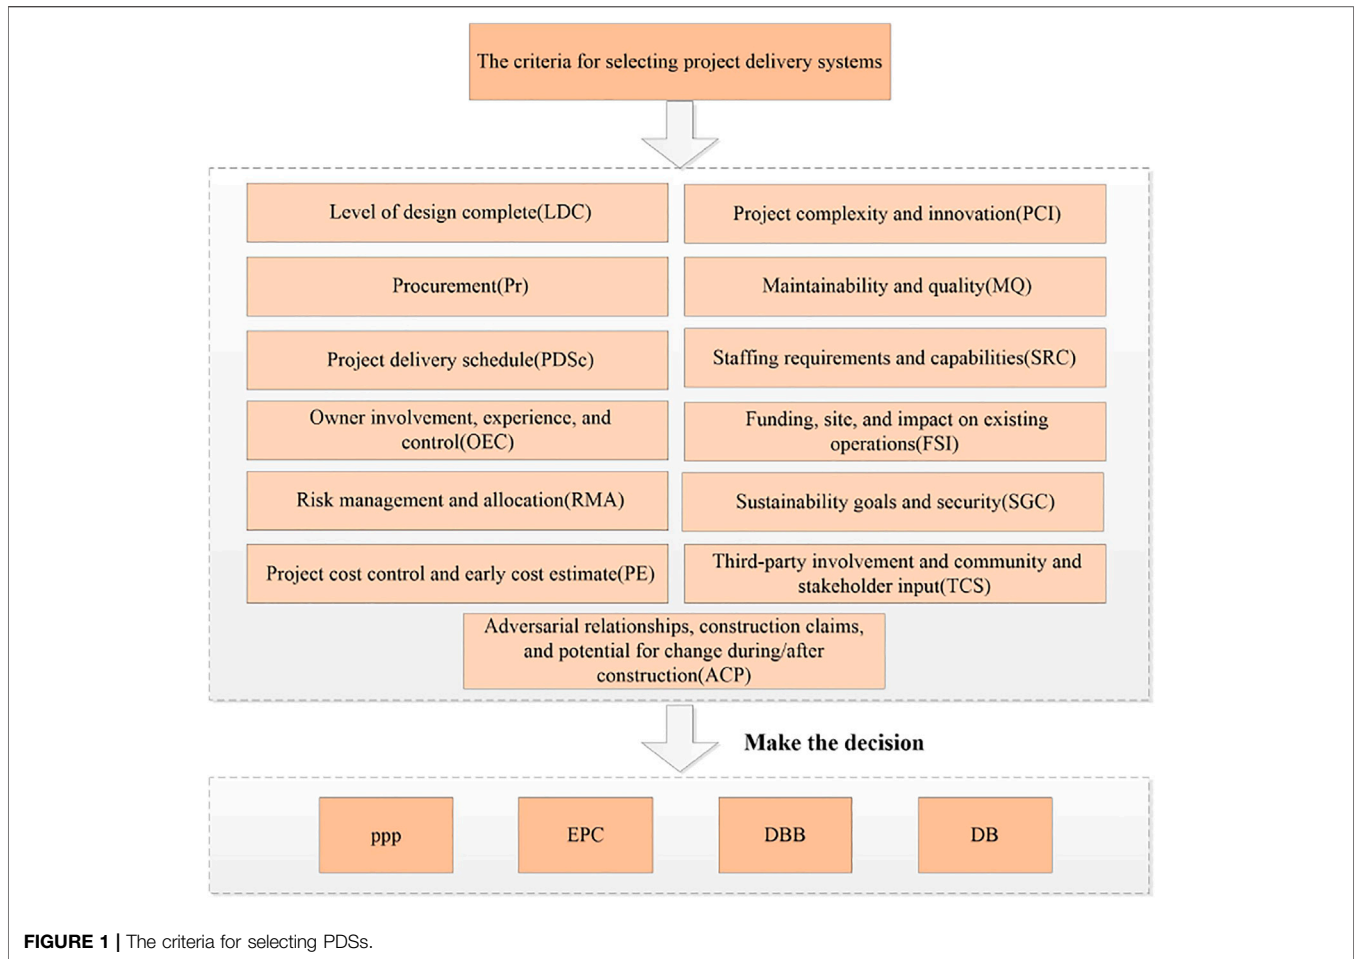 The criteria for selecting project delivery systems
Level of design complete(LDC)
Project complexity and innovation(PCI)
Procurement(Pr)
Maintainability and quality(MQ)
Project delivery schedule(PDSc)
Staffing requirements and capabilities(SRC)
Owner involvement, experience, and
control(OEC)
Funding, site, and impact on existing
operations(FSI)
Risk management and allocation(RMA)
Sustainability goals and security(SGC)
Project cost control and early cost estimate(PE)
Third-party involvement and community and
stakeholder input(TCS)
Adversarial relationships, construction claims,
and potential for change during/after
construction(ACP)
Make the decision
ppp
EPC
DBB
DB
FIGURE 1 | The criteria for selecting PDSs.